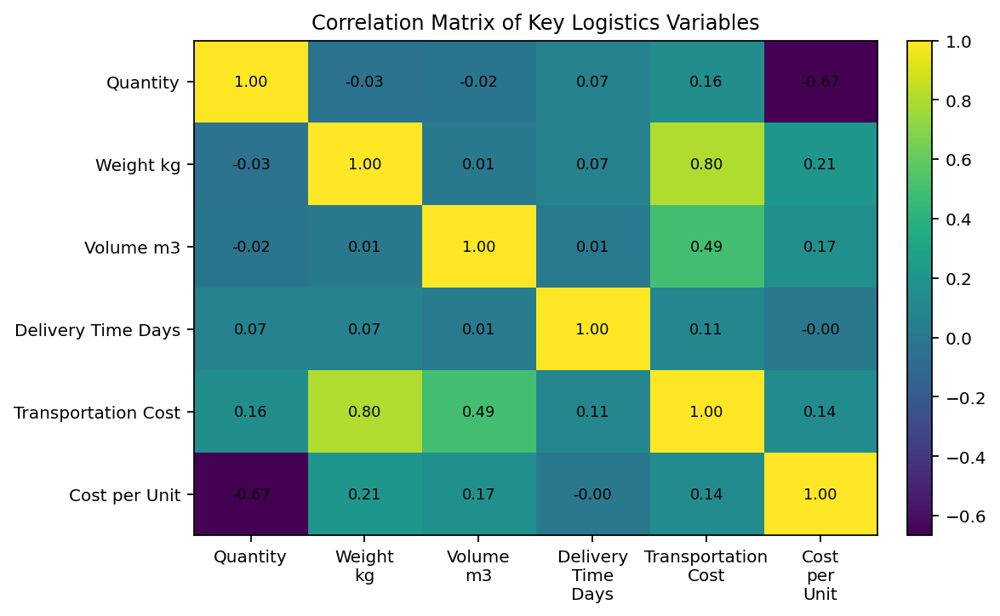 Correlation Matrix of Key Logistics Variables
Quantity 1.00 -0.03 -0.02 0.07 0.16 -0.67
Weight kg -0.03 1.00 0.01 0.07 0.80 0.21
Volume m3 -0.02 0.01 1.00 0.01 0.49 0.17
Delivery Time Days 0.07 0.07 0.01 1.00 0.11 -0.00
Transportation Cost 0.16 0.80 0.49 0.11 1.00 0.14
Cost per Unit -0.67 0.21 0.17 -0.00 0.14 1.00
Quantity Weight Volume Delivery Transportation Cost
kg m3 Time Cost per
Days Unit
1.0
0.8
0.6
0.4
0.2
0.0
−0.2
−0.4
−0.6